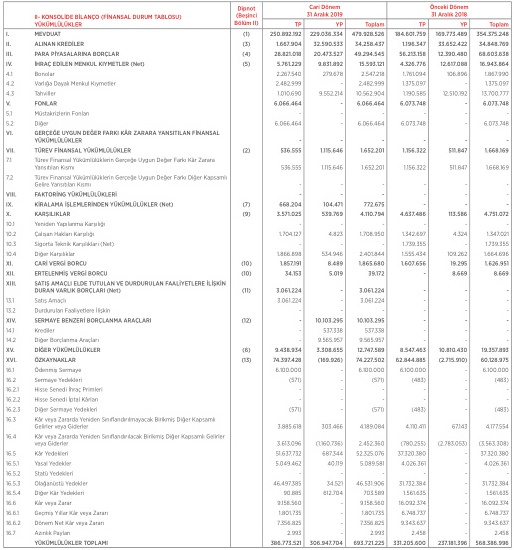 II- KONSOLİDE BİLANÇO (FİNANSAL DURUM TABLOSU) YÜKÜMLÜLÜKLER Dipnot (Beşinci Bölüm II) Cari Dönem 31 Aralık 2019 Önceki Dönem 31 Aralık 2018
TP YP Toplam TP YP Toplam
I. MEVDUAT (1) 250.892.192 229.036.334 479.928.526 184.601.759 169.773.489 354.375.248
II. ALINAN KREDİLER (3) 1.667.904 32.590.533 34.258.437 1.196.347 33.652.422 34.848.769
III. PARA PİYASALARINA BORÇLAR (4) 28.821.018 20.473.527 49.294.545 56.213.158 12.390.480 68.603.638
IV. İHRAÇ EDİLEN MENKUL KIYMETLER (Net) (5) 5.761.229 9.831.892 15.593.121 4.326.776 12.617.088 16.943.864
4.1 Bonolar 2.267.540 279.678 2.547.218 1.761.094 106.896 1.867.990
4.2 Varlığa Dayalı Menkul Kıymetler 2.482.999 - 2.482.999 1.375.097 - 1.375.097
4.3 Tahviller 1.010.690 9.552.214 10.562.904 1.190.585 12.510.192 13.700.777
V. FONLAR 6.066.464 - 6.066.464 6.073.748 - 6.073.748
5.1 Müstakrizlerin Fonları - - - - - -
5.2 Diğer 6.066.464 - 6.066.464 6.073.748 - 6.073.748
VI. GERÇEĞE UYGUN DEĞER FARKI KÂR ZARARA YANSITILAN FİNANSAL
YÜKÜMLÜLÜKLER - - - - - -
VII. TÜREV FİNANSAL YÜKÜMLÜLÜKLER (2) 536.555 1.115.646 1.652.201 1.156.322 511.847 1.668.169
7.1 Türev Finansal Yükümlülüklerin Gerçeğe Uygun Değer Farkı Kâr Zarara
Yansıtılan Kısmı 536.555 1.115.646 1.652.201 1.156.322 511.847 1.668.169
7.2 Türev Finansal Yükümlülüklerin Gerçeğe Uygun Değer Farkı Diğer Kapsamlı
Gelire Yansıtılan Kısmı - - - - - -
VIII. FAKTORİNG YÜKÜMLÜLÜKLERİ - - - - - -
IX. KİRALAMA İŞLEMLERİNDEN YÜKÜMLÜLÜKLER (Net) (7) 668.204 104.471 772.675 - - -
X. KARŞILIKLAR (9) 3.571.025 539.769 4.110.794 4.637.486 113.586 4.751.072
10.1 Yeniden Yapılanma Karşılığı - - - - - -
10.2 Çalışan Hakları Karşılığı 1.704.127 4.823 1.708.950 1.342.697 4.324 1.347.021
10.3 Sigorta Teknik Karşılıkları (Net) - - - 1.739.355 - 1.739.355
10.4 Diğer Karşılıklar 1.866.898 534.946 2.401.844 1.555.434 109.262 1.664.696
XI. CARİ VERGİ BORCU (10) 1.857.191 8.489 1.865.680 1.607.656 19.295 1.626.951
XII. ERTELENMİŞ VERGİ BORCU (10) 34.153 5.019 39.172 - 8.669 8.669
XIII. SATIŞ AMAÇLI ELDE TUTULAN VE DURDURULAN FAALİYETLERE İLİŞKİN
DURAN VARLIK BORÇLARI (Net) (11) 3.061.224 - 3.061.224 - - -
13.1 Satış Amaçlı 3.061.224 - 3.061.224 - - -
13.2 Durdurulan Faaliyetlere İlişkin - - - - - -
XIV. SERMAYE BENZERİ BORÇLANMA ARAÇLARI (12) - 10.103.295 10.103.295 - - -
14.1 Krediler - 537.338 537.338 - - -
14.2 Diğer Borçlanma Araçları - 9.565.957 9.565.957 - - -
XV. DİĞER YÜKÜMLÜLÜKLER (6) 9.438.934 3.308.655 12.747.589 8.547.463 10.810.430 19.357.893
XVI. ÖZKAYNAKLAR (13) 74.397.428 (169.926) 74.227.502 62.844.885 (2.715.910) 60.128.975
16.1 Ödenmiş Sermaye 6.100.000 - 6.100.000 6.100.000 - 6.100.000
16.2 Sermaye Yedekleri (571) - (571) (483) - (483)
16.2.1 Hisse Senedi İhraç Primleri - - - - - -
16.2.2 Hisse Senedi İptal Kârları - - - - - -
16.2.3 Diğer Sermaye Yedekleri (571) - (571) (483) - (483)
16.3 Kâr veya Zararda Yeniden Sınıflandırılmayacak Birikmiş Diğer Kapsamlı
Gelirler veya Giderler 3.885.618 303.466 4.189.084 4.110.411 67.143 4.177.554
16.4 Kâr veya Zararda Yeniden Sınıflandırılacak Birikmiş Diğer Kapsamlı Gelirler
veya Giderler 3.613.096 (1.160.736) 2.452.360 (780.255) (2.783.053) (3.563.308)
16.5 Kâr Yedekleri 51.637.732 687.344 52.325.076 37.320.380 - 37.320.380
16.5.1 Yasal Yedekler 5.049.462 40.119 5.089.581 4.026.361 - 4.026.361
16.5.2 Statü Yedekleri - - - - - -
16.5.3 Olağanüstü Yedekler 46.497.385 34.521 46.531.906 31.732.384 - 31.732.384
16.5.4 Diğer Kâr Yedekleri 90.885 612.704 703.589 1.561.635 - 1.561.635
16.6 Kâr veya Zarar 9.158.560 - 9.158.560 16.092.374 - 16.092.374
16.6.1 Geçmiş Yıllar Kâr veya Zararı 1.801.735 - 1.801.735 6.748.737 - 6.748.737
16.6.2 Dönem Net Kâr veya Zararı 7.356.825 - 7.356.825 9.343.637 - 9.343.637
16.7 Azınlık Payları 2.993 - 2.993 2.458 - 2.458
YÜKÜMLÜLÜKLER TOPLAMI 386.773.521 306.947.704 693.721.225 331.205.600 237.181.396 568.386.996